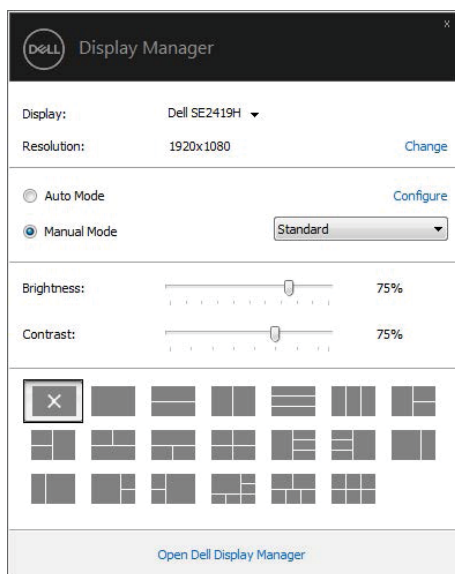 x
DELL Display Manager
Display: Dell SE2419H
Resolution: 1920x1080 Change
Auto Mode Configure
Manual Mode Standard
Brightness: 75%
Contrast: 75%
Open Dell Display Manager